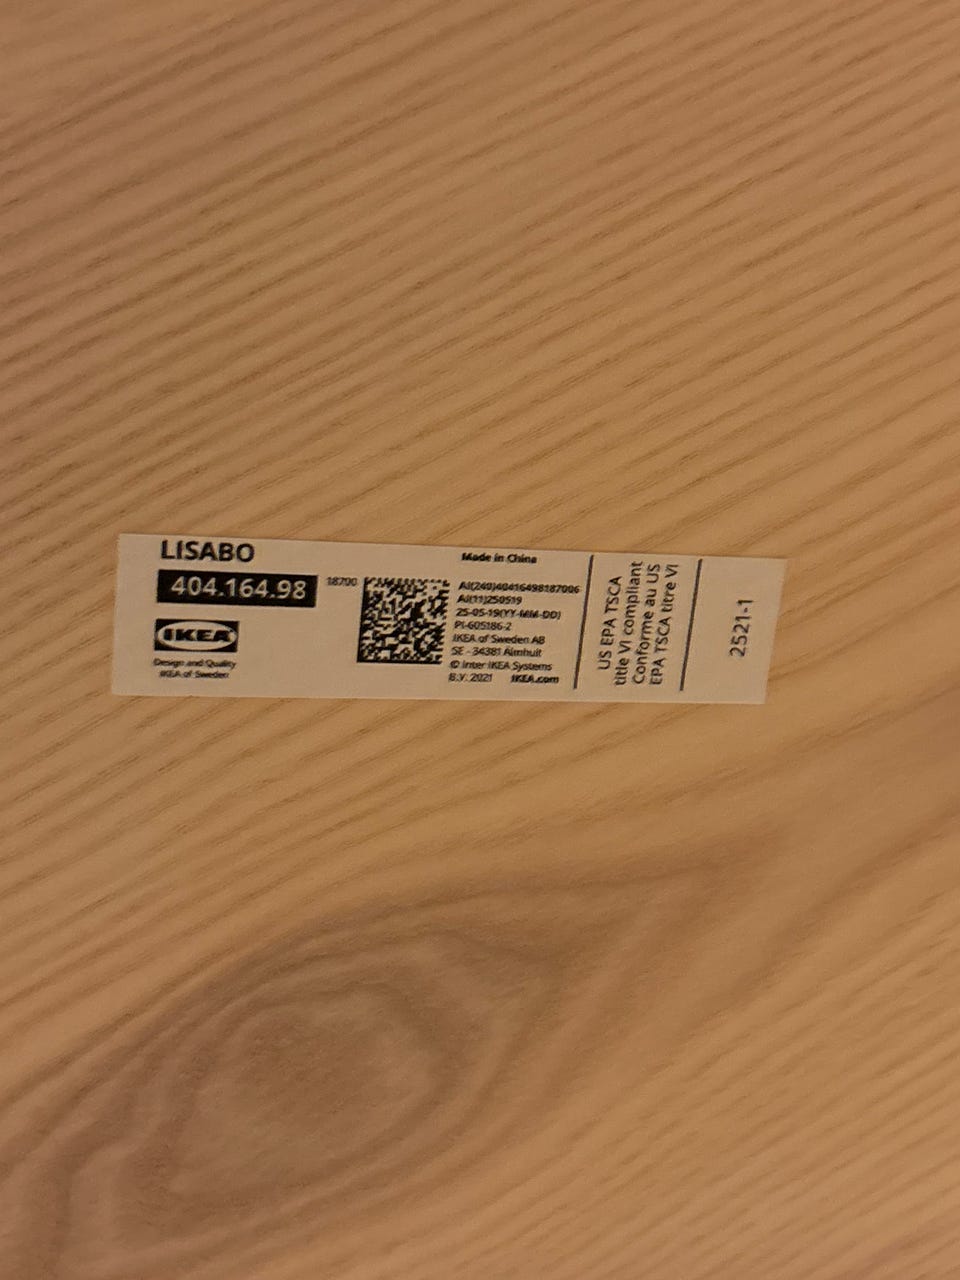 LISABO
404.164.98
18700
IKEA
Design and Quality
IKEA of Sweden
Made in China
AI(240)40416498187006
AI(11)250519
25-05-19(YY-MM-DD)
PI-605186-2
IKEA of Sweden AB
SE - 34381 Älmhult
© Inter IKEA Systems
B.V. 2021 IKEA.com
US EPA TSCA
title VI compliant
Conforme au US
EPA TSCA titre VI
2521-1